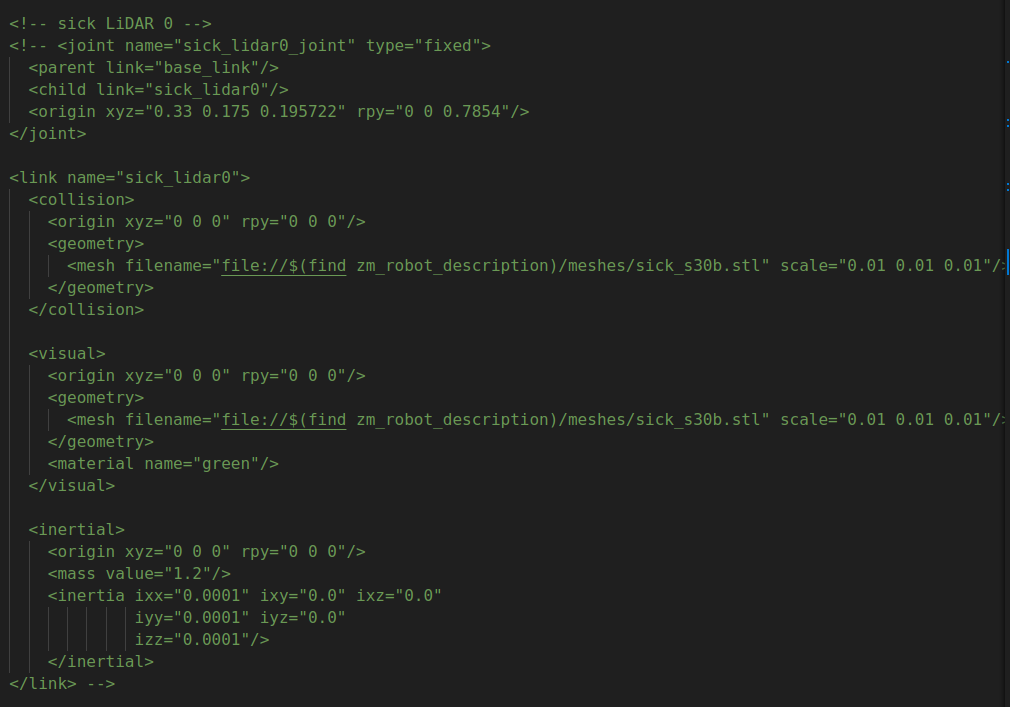 <!-- sick LiDAR 0 -->
<!-- <joint name="sick_lidar0_joint" type="fixed">
  <parent link="base_link"/>
  <child link="sick_lidar0"/>
  <origin xyz="0.33 0.175 0.195722" rpy="0 0 0.7854"/>
</joint>

<link name="sick_lidar0">
  <collision>
    <origin xyz="0 0 0" rpy="0 0 0"/>
    <geometry>
      <mesh filename="file://$(find zm_robot_description)/meshes/sick_s30b.stl" scale="0.01 0.01 0.01"/>
    </geometry>
  </collision>

  <visual>
    <origin xyz="0 0 0" rpy="0 0 0"/>
    <geometry>
      <mesh filename="file://$(find zm_robot_description)/meshes/sick_s30b.stl" scale="0.01 0.01 0.01"/>
    </geometry>
    <material name="green"/>
  </visual>

  <inertial>
    <origin xyz="0 0 0" rpy="0 0 0"/>
    <mass value="1.2"/>
    <inertia ixx="0.0001" ixy="0.0" ixz="0.0"
             iyy="0.0001" iyz="0.0"
             izz="0.0001"/>
    </inertial>
</link> -->